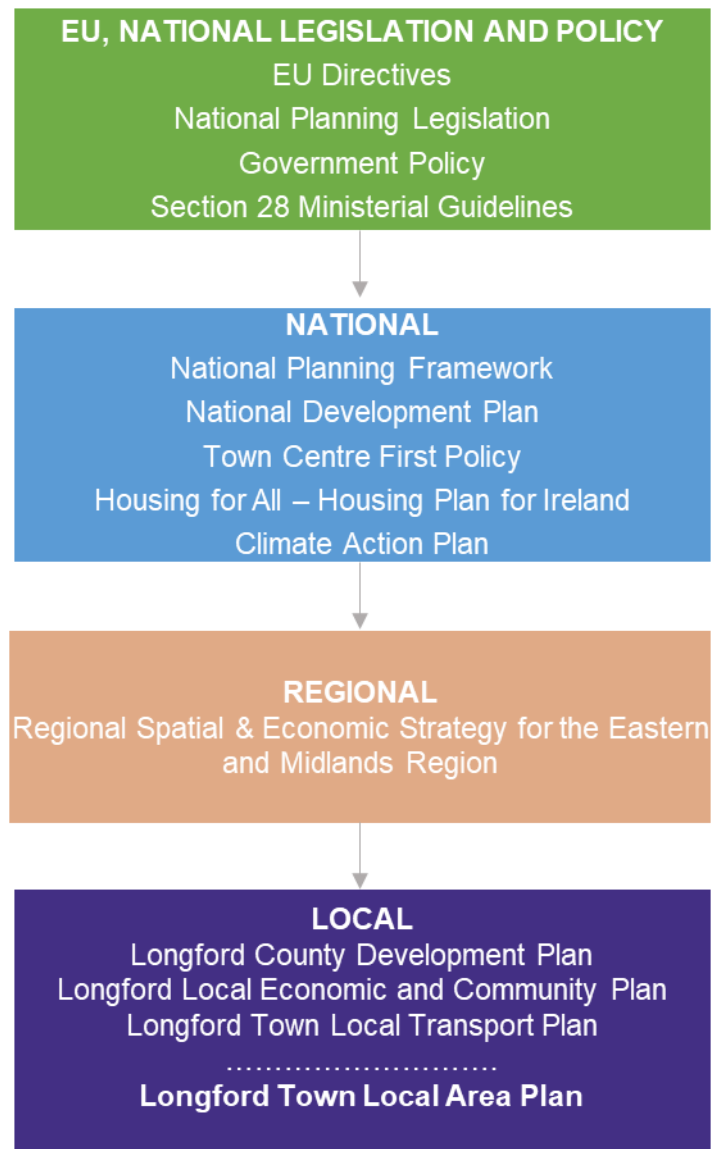 EU, NATIONAL LEGISLATION AND POLICY
EU Directives
National Planning Legislation
Government Policy
Section 28 Ministerial Guidelines
NATIONAL
National Planning Framework
National Development Plan
Town Centre First Policy
Housing for All – Housing Plan for Ireland
Climate Action Plan
REGIONAL
Regional Spatial & Economic Strategy for the Eastern
and Midlands Region
LOCAL
Longford County Development Plan
Longford Local Economic and Community Plan
Longford Town Local Transport Plan
............................
Longford Town Local Area Plan